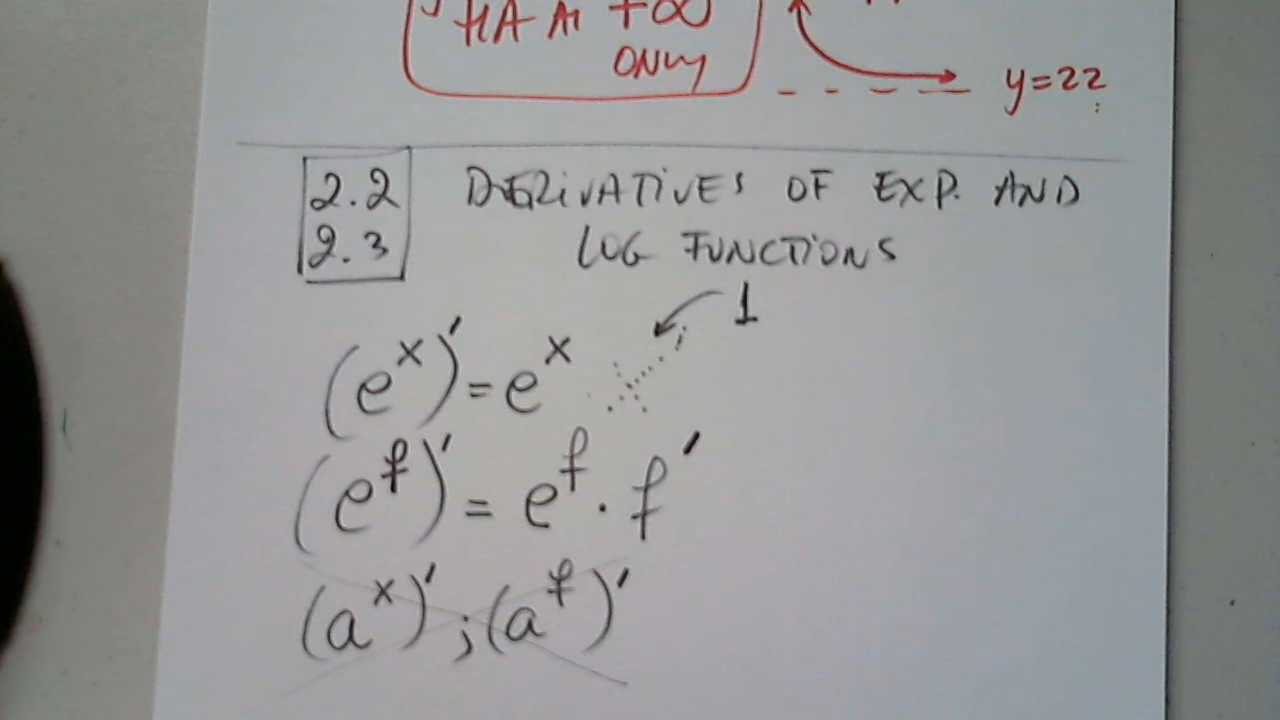 HA At +∞
ONLY
y=22
2.2 DERIVATIVES OF EXP. AND
2.3 LOG FUNCTIONS
1
(e^x)' = e^x
(e^f)' = e^f · f'
(a^x)' ; (a^f)'